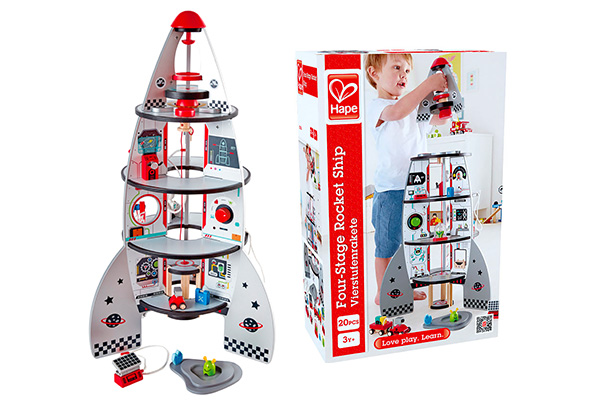 Hape
Four-Stage Rocket Ship
Vierstufenrakete
20PCS
3Y+
Love play. Learn.